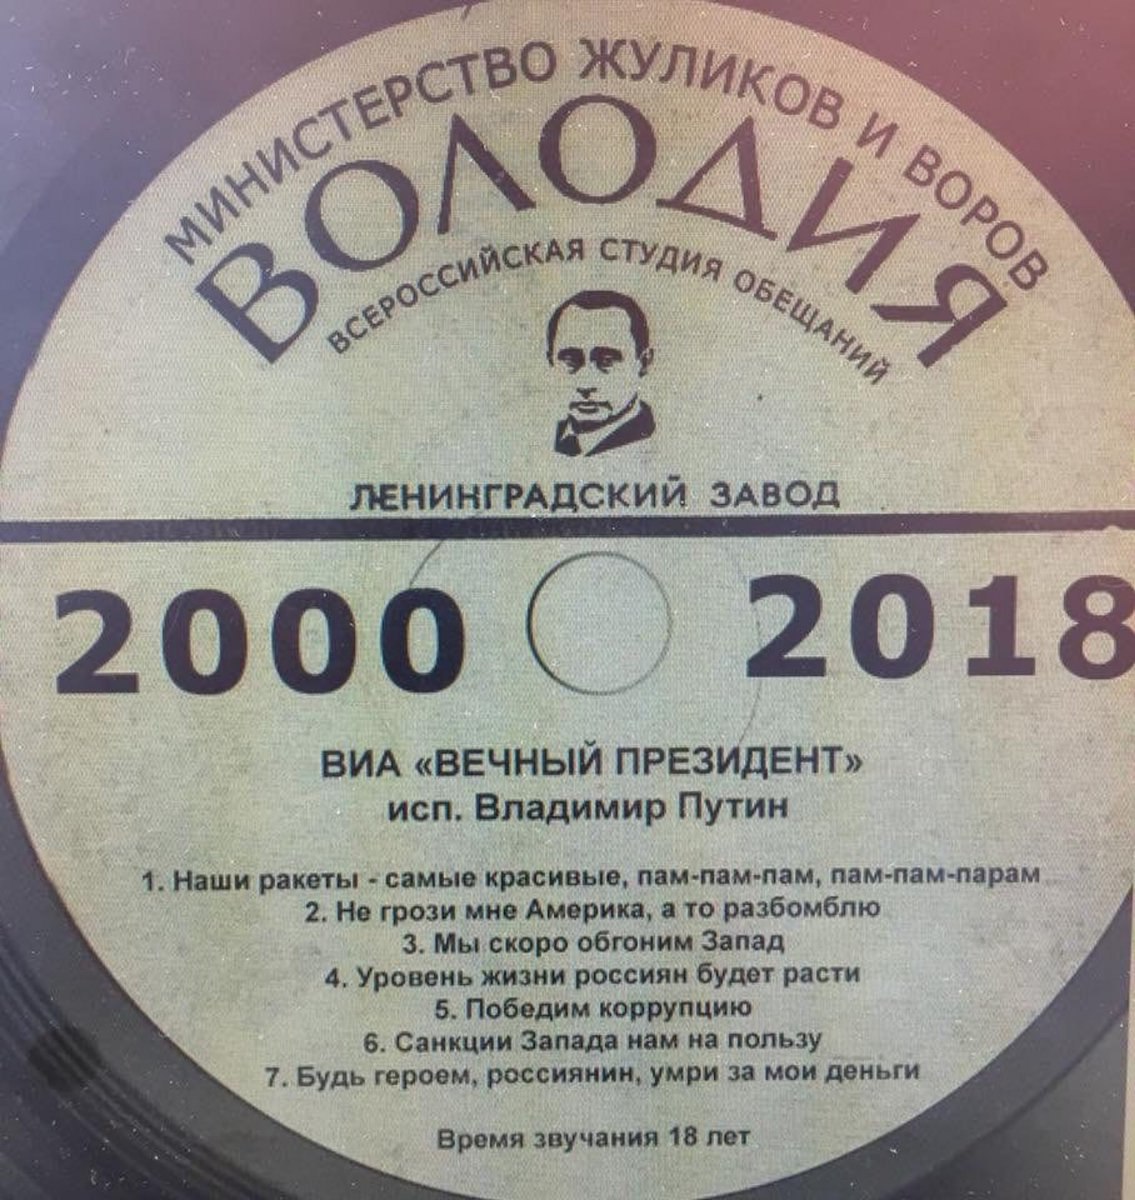 МИНИСТЕРСТВО ЖУЛИКОВ И ВОРОВ
ВОЛОДИЯ
ВСЕРОССИЙСКАЯ СТУДИЯ ОБЕЩАНИЙ
ЛЕНИНГРАДСКИЙ ЗАВОД
2000 2018
ВИА «ВЕЧНЫЙ ПРЕЗИДЕНТ»
исп. Владимир Путин
1. Наши ракеты - самые красивые, пам-пам-пам, пам-пам-парам
2. Не грози мне Америка, а то разбомблю
3. Мы скоро обгоним Запад
4. Уровень жизни россиян будет расти
5. Победим коррупцию
6. Санкции Запада нам на пользу
7. Будь героем, россиянин, умри за мои деньги
Время звучания 18 лет